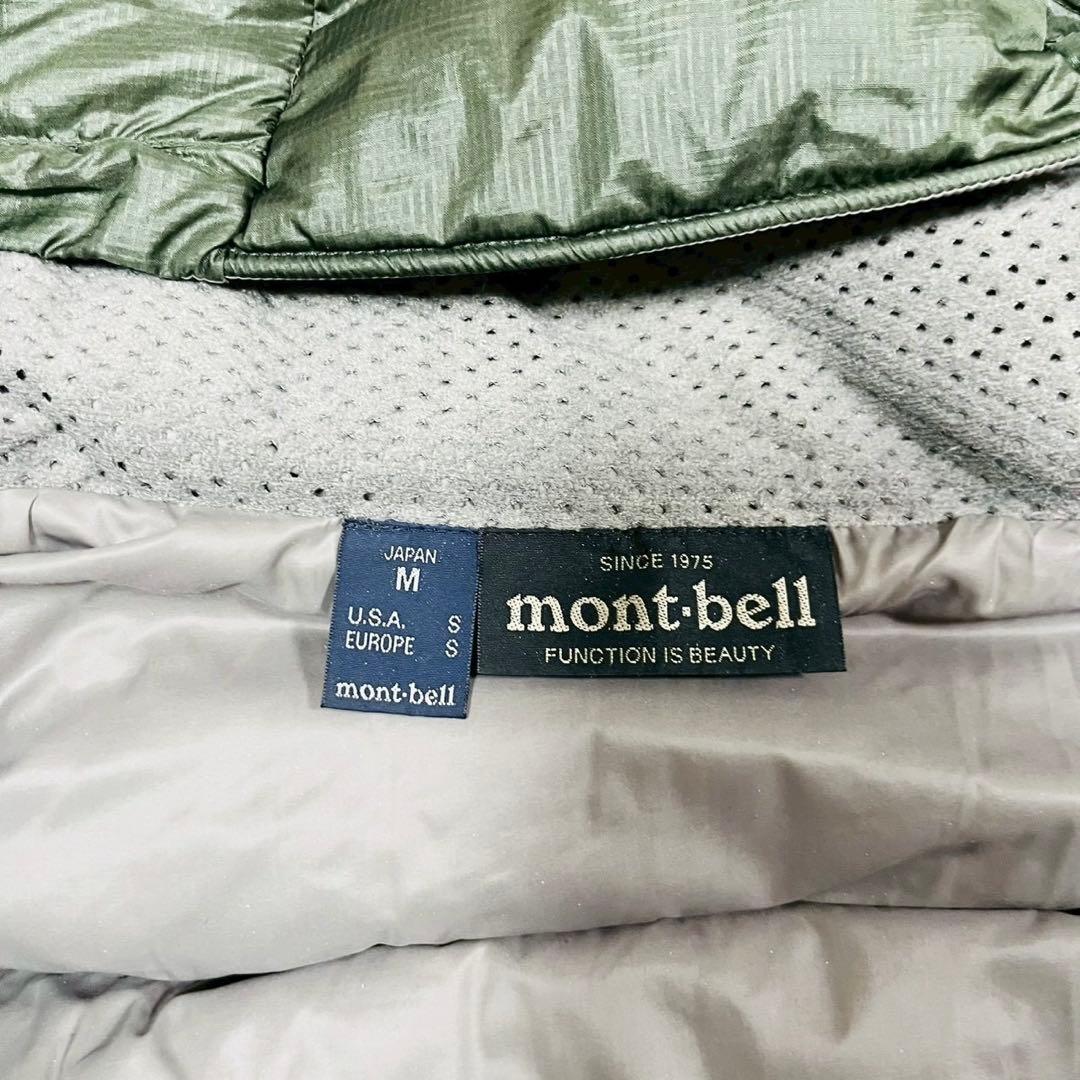 JAPAN
M
U.S.A. S
EUROPE S
mont-bell
SINCE 1975
mont-bell
FUNCTION IS BEAUTY